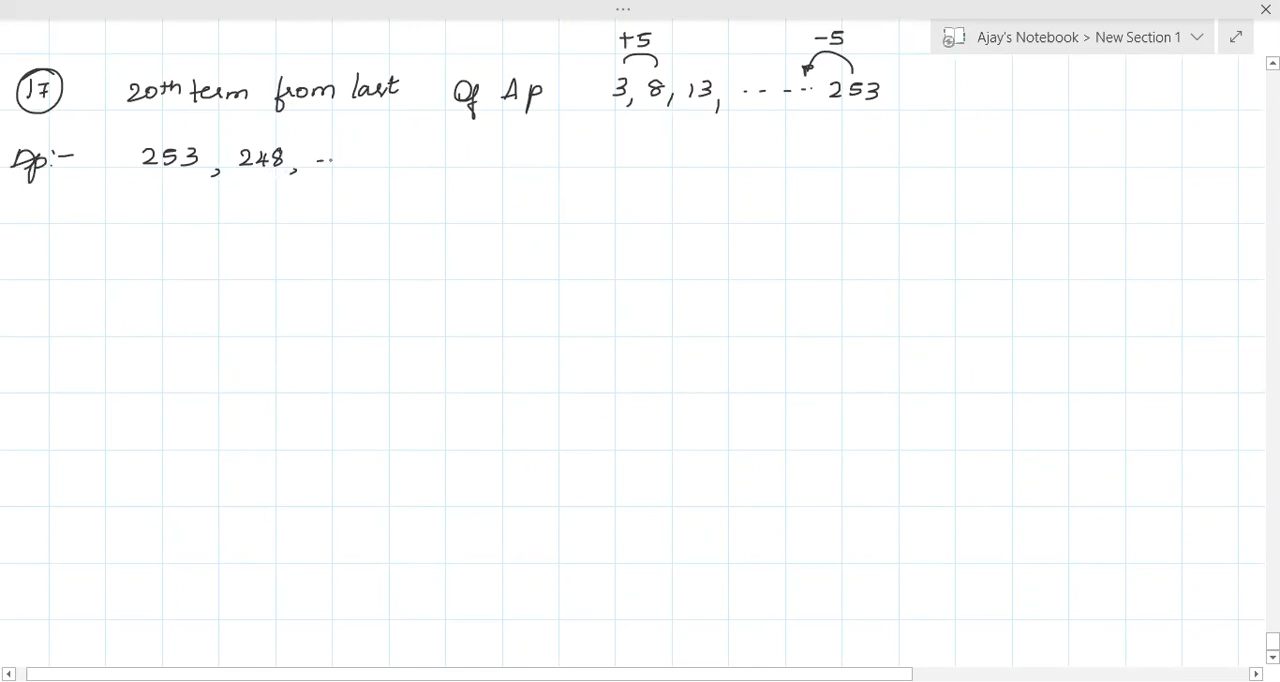 Ajay's Notebook > New Section 1
+5 -5
17 20th term from last Of Ap 3, 8, 13, ------ 253
Ap:- 253, 248, --